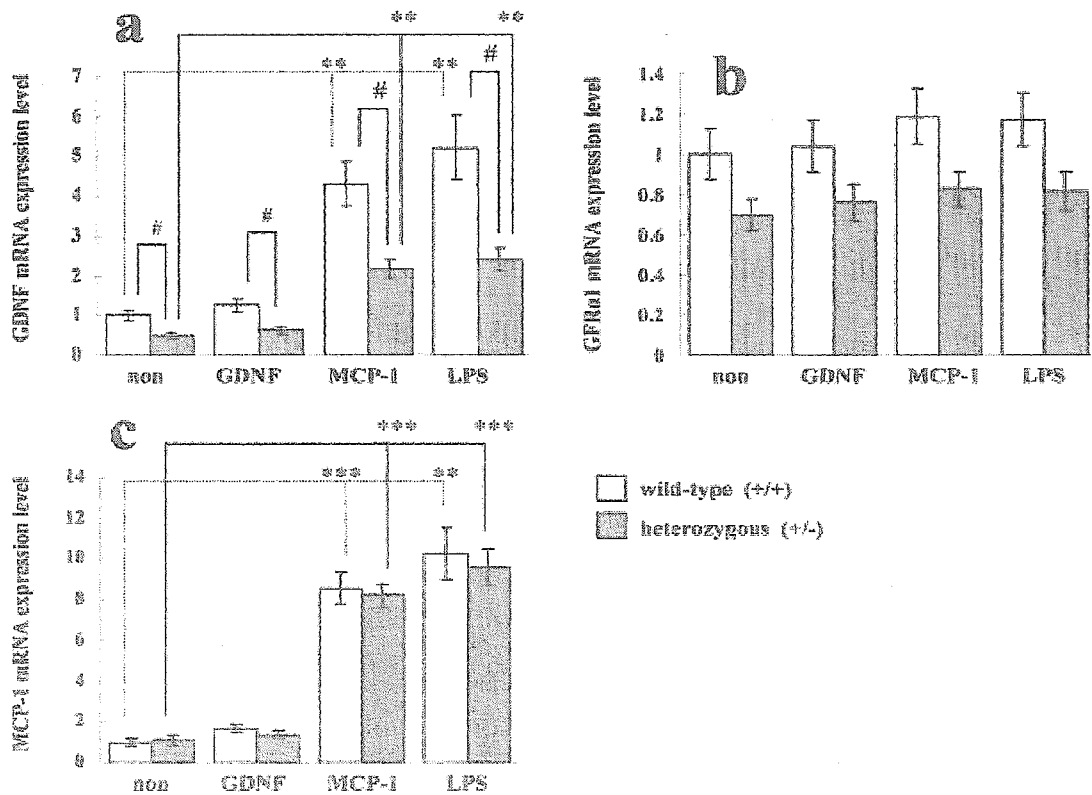 a
** **
GDNF mRNA expression level
7
6
5
4
3
2
1
0
** **
# # # #
non GDNF MCP-1 LPS
b
GFRα1 mRNA expression level
1.4
1.2
1
0.8
0.6
0.4
0.2
0
non GDNF MCP-1 LPS
c
*** ***
MCP-1 mRNA expression level
14
12
10
8
6
4
2
0
*** **
non GDNF MCP-1 LPS
wild-type (+/+)
heterozygous (+/-)